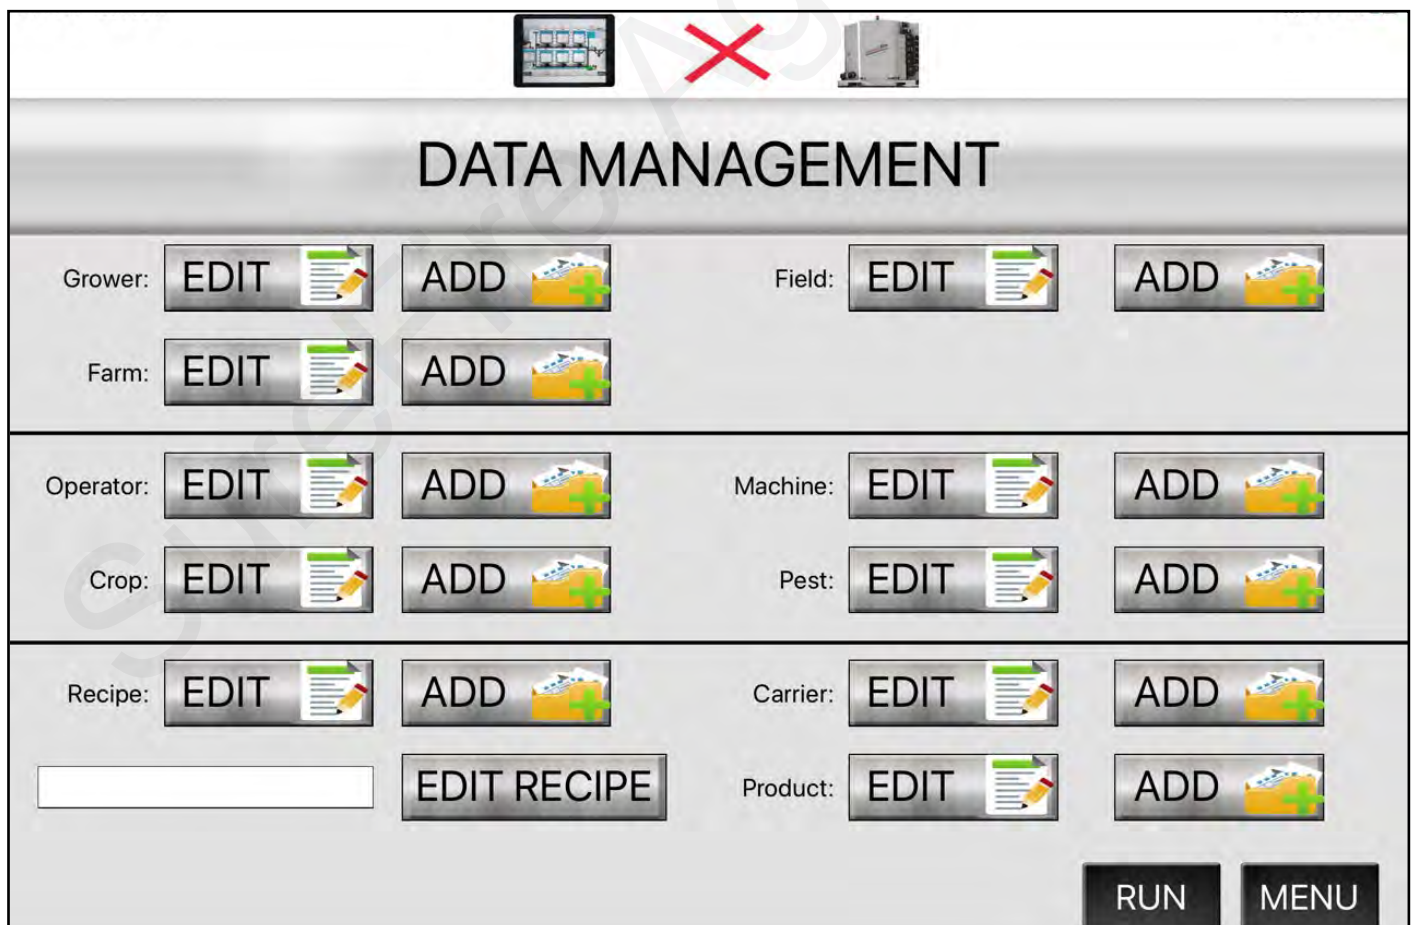 DATA MANAGEMENT
Grower: EDIT ADD Field: EDIT ADD
Farm: EDIT ADD
Operator: EDIT ADD Machine: EDIT ADD
Crop: EDIT ADD Pest: EDIT ADD
Recipe: EDIT ADD Carrier: EDIT ADD
EDIT RECIPE Product: EDIT ADD
RUN MENU